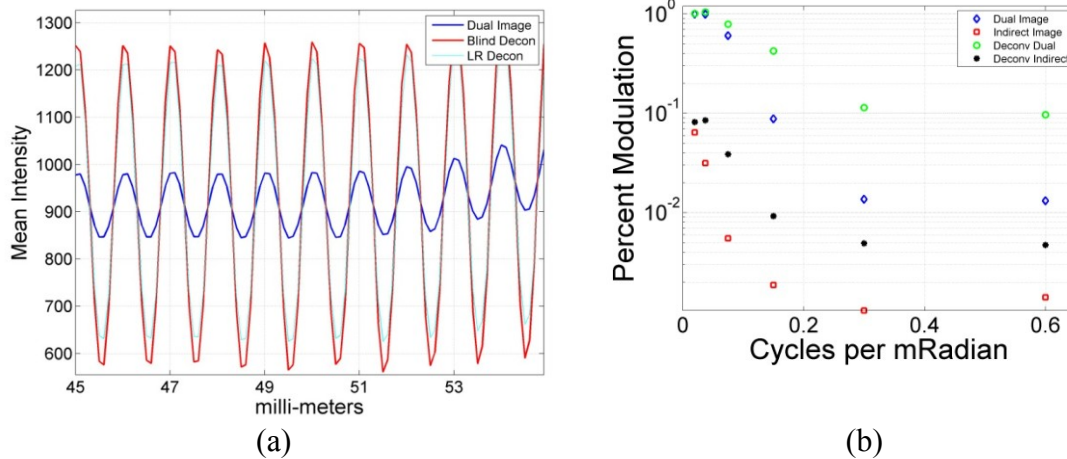 1300
1200
1100
1000
900
800
700
600
Mean Intensity
Dual Image
Blind Decon
LR Decon
45
47
49
51
53
milli-meters
(a)
10^0
10^-1
10^-2
Percent Modulation
Dual Image
Indirect Image
Deconv Dual
Deconv Indirect
0
0.2
0.4
0.6
Cycles per mRadian
(b)